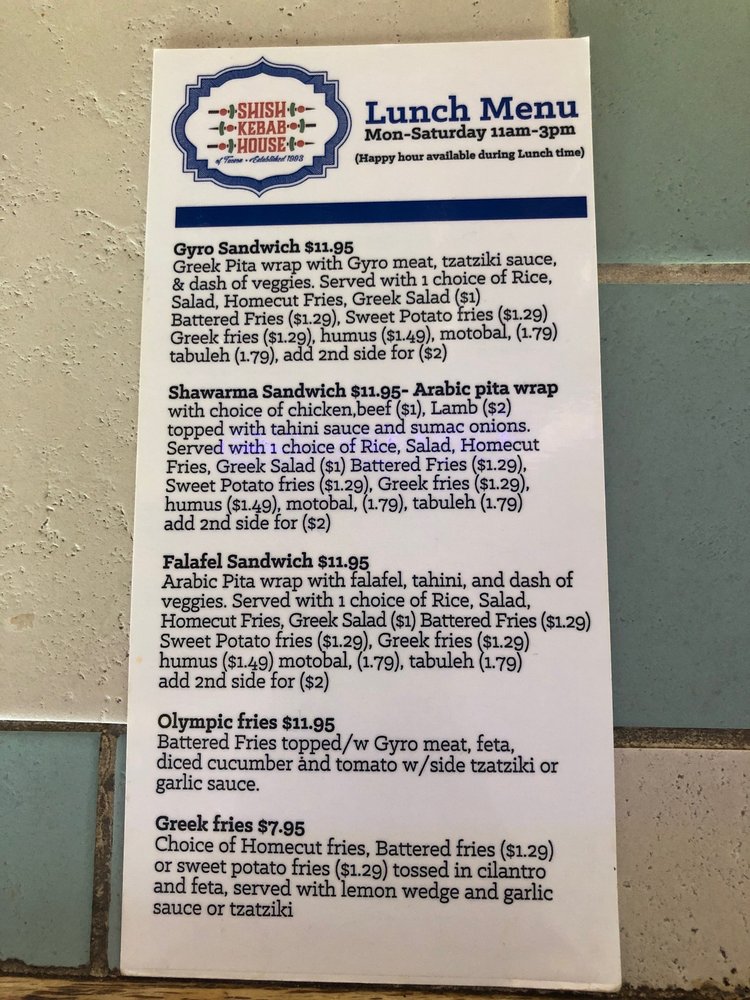 SHISH
KEBAB
HOUSE
of Tucson • Established 1993
Lunch Menu
Mon-Saturday 11am-3pm
(Happy hour available during Lunch time)
Gyro Sandwich $11.95
Greek Pita wrap with Gyro meat, tzatziki sauce,
& dash of veggies. Served with 1 choice of Rice,
Salad, Homecut Fries, Greek Salad ($1)
Battered Fries ($1.29), Sweet Potato fries ($1.29)
Greek fries ($1.29), humus ($1.49), motobal, (1.79)
tabuleh (1.79), add 2nd side for ($2)
Shawarma Sandwich $11.95- Arabic pita wrap
with choice of chicken,beef ($1), Lamb ($2)
topped with tahini sauce and sumac onions.
Served with 1 choice of Rice, Salad, Homecut
Fries, Greek Salad ($1) Battered Fries ($1.29),
Sweet Potato fries ($1.29), Greek fries ($1.29),
humus ($1.49), motobal, (1.79), tabuleh (1.79)
add 2nd side for ($2)
Falafel Sandwich $11.95
Arabic Pita wrap with falafel, tahini, and dash of
veggies. Served with 1 choice of Rice, Salad,
Homecut Fries, Greek Salad ($1) Battered Fries ($1.29)
Sweet Potato fries ($1.29), Greek fries ($1.29)
humus ($1.49) motobal, (1.79), tabuleh (1.79)
add 2nd side for ($2)
Olympic fries $11.95
Battered Fries topped/w Gyro meat, feta,
diced cucumber and tomato w/side tzatziki or
garlic sauce.
Greek fries $7.95
Choice of Homecut fries, Battered fries ($1.29)
or sweet potato fries ($1.29) tossed in cilantro
and feta, served with lemon wedge and garlic
sauce or tzatziki